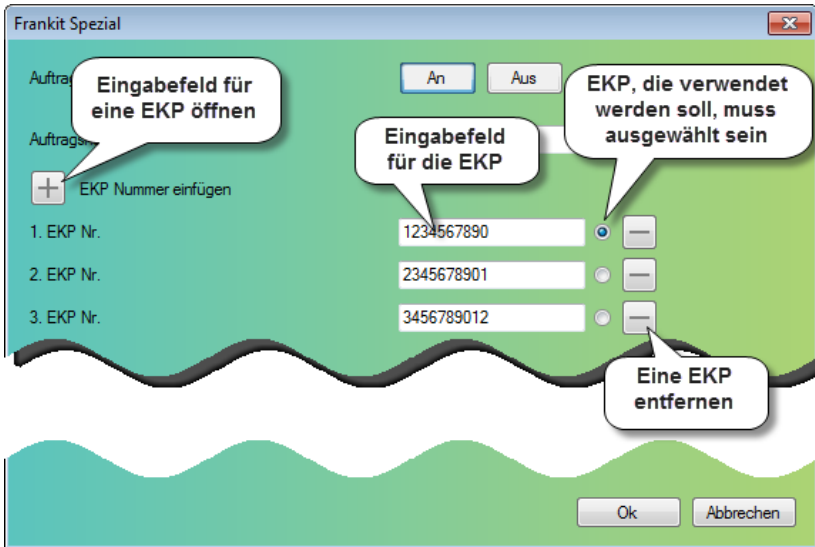 Frankit Spezial
Eingabefeld für
eine EKP öffnen
An
Aus
EKP, die verwendet
werden soll, muss
ausgewählt sein
Eingabefeld
für die EKP
EKP Nummer einfügen
1. EKP Nr.
1234567890
2. EKP Nr.
2345678901
3. EKP Nr.
3456789012
Eine EKP
entfernen
Ok
Abbrechen